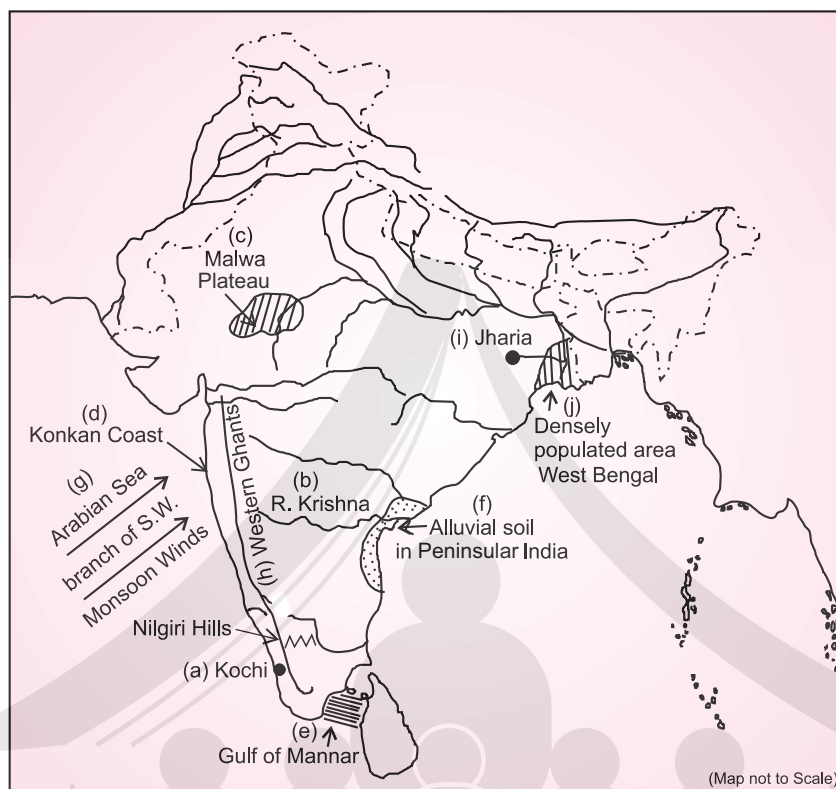 (c)
Malwa
Plateau
(i) Jharia
(d)
Konkan Coast
(j)
Densely
populated area
West Bengal
(g)
Arabian Sea
branch of S.W.
Monsoon Winds
(h) Western Ghants
(b)
R. Krishna
(f)
Alluvial soil
in Peninsular India
Nilgiri Hills
(a) Kochi
(e)
Gulf of Mannar
(Map not to Scale)